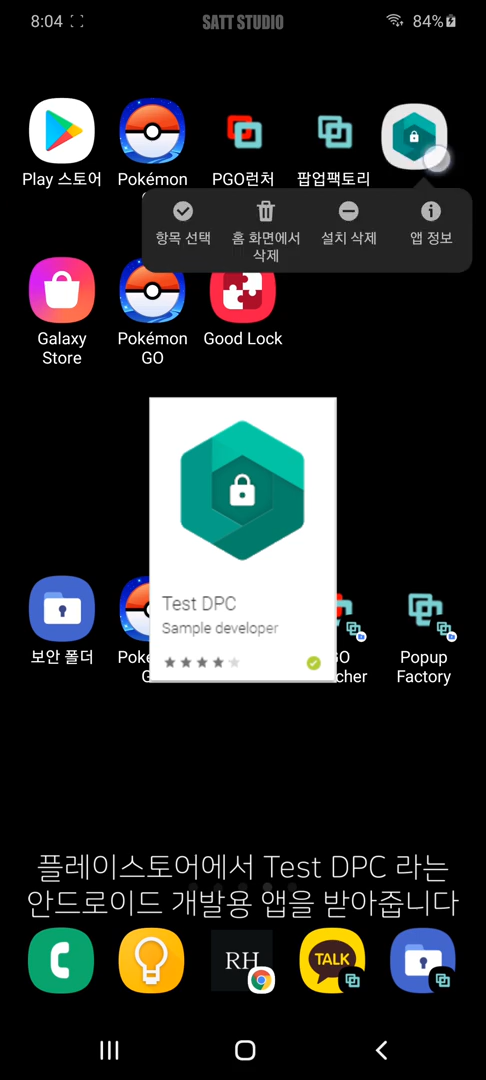 8:04
SATT STUDIO
84%
Play 스토어
Pokémon
PGO런처
팝업팩토리
항목 선택
홈 화면에서
삭제
설치 삭제
앱 정보
Galaxy
Store
Pokémon
GO
Good Lock
Test DPC
Sample developer
보안 폴더
Poké
GO
cher
Popup
Factory
플레이스토어에서 Test DPC 라는
안드로이드 개발용 앱을 받아줍니다
RH
TALK